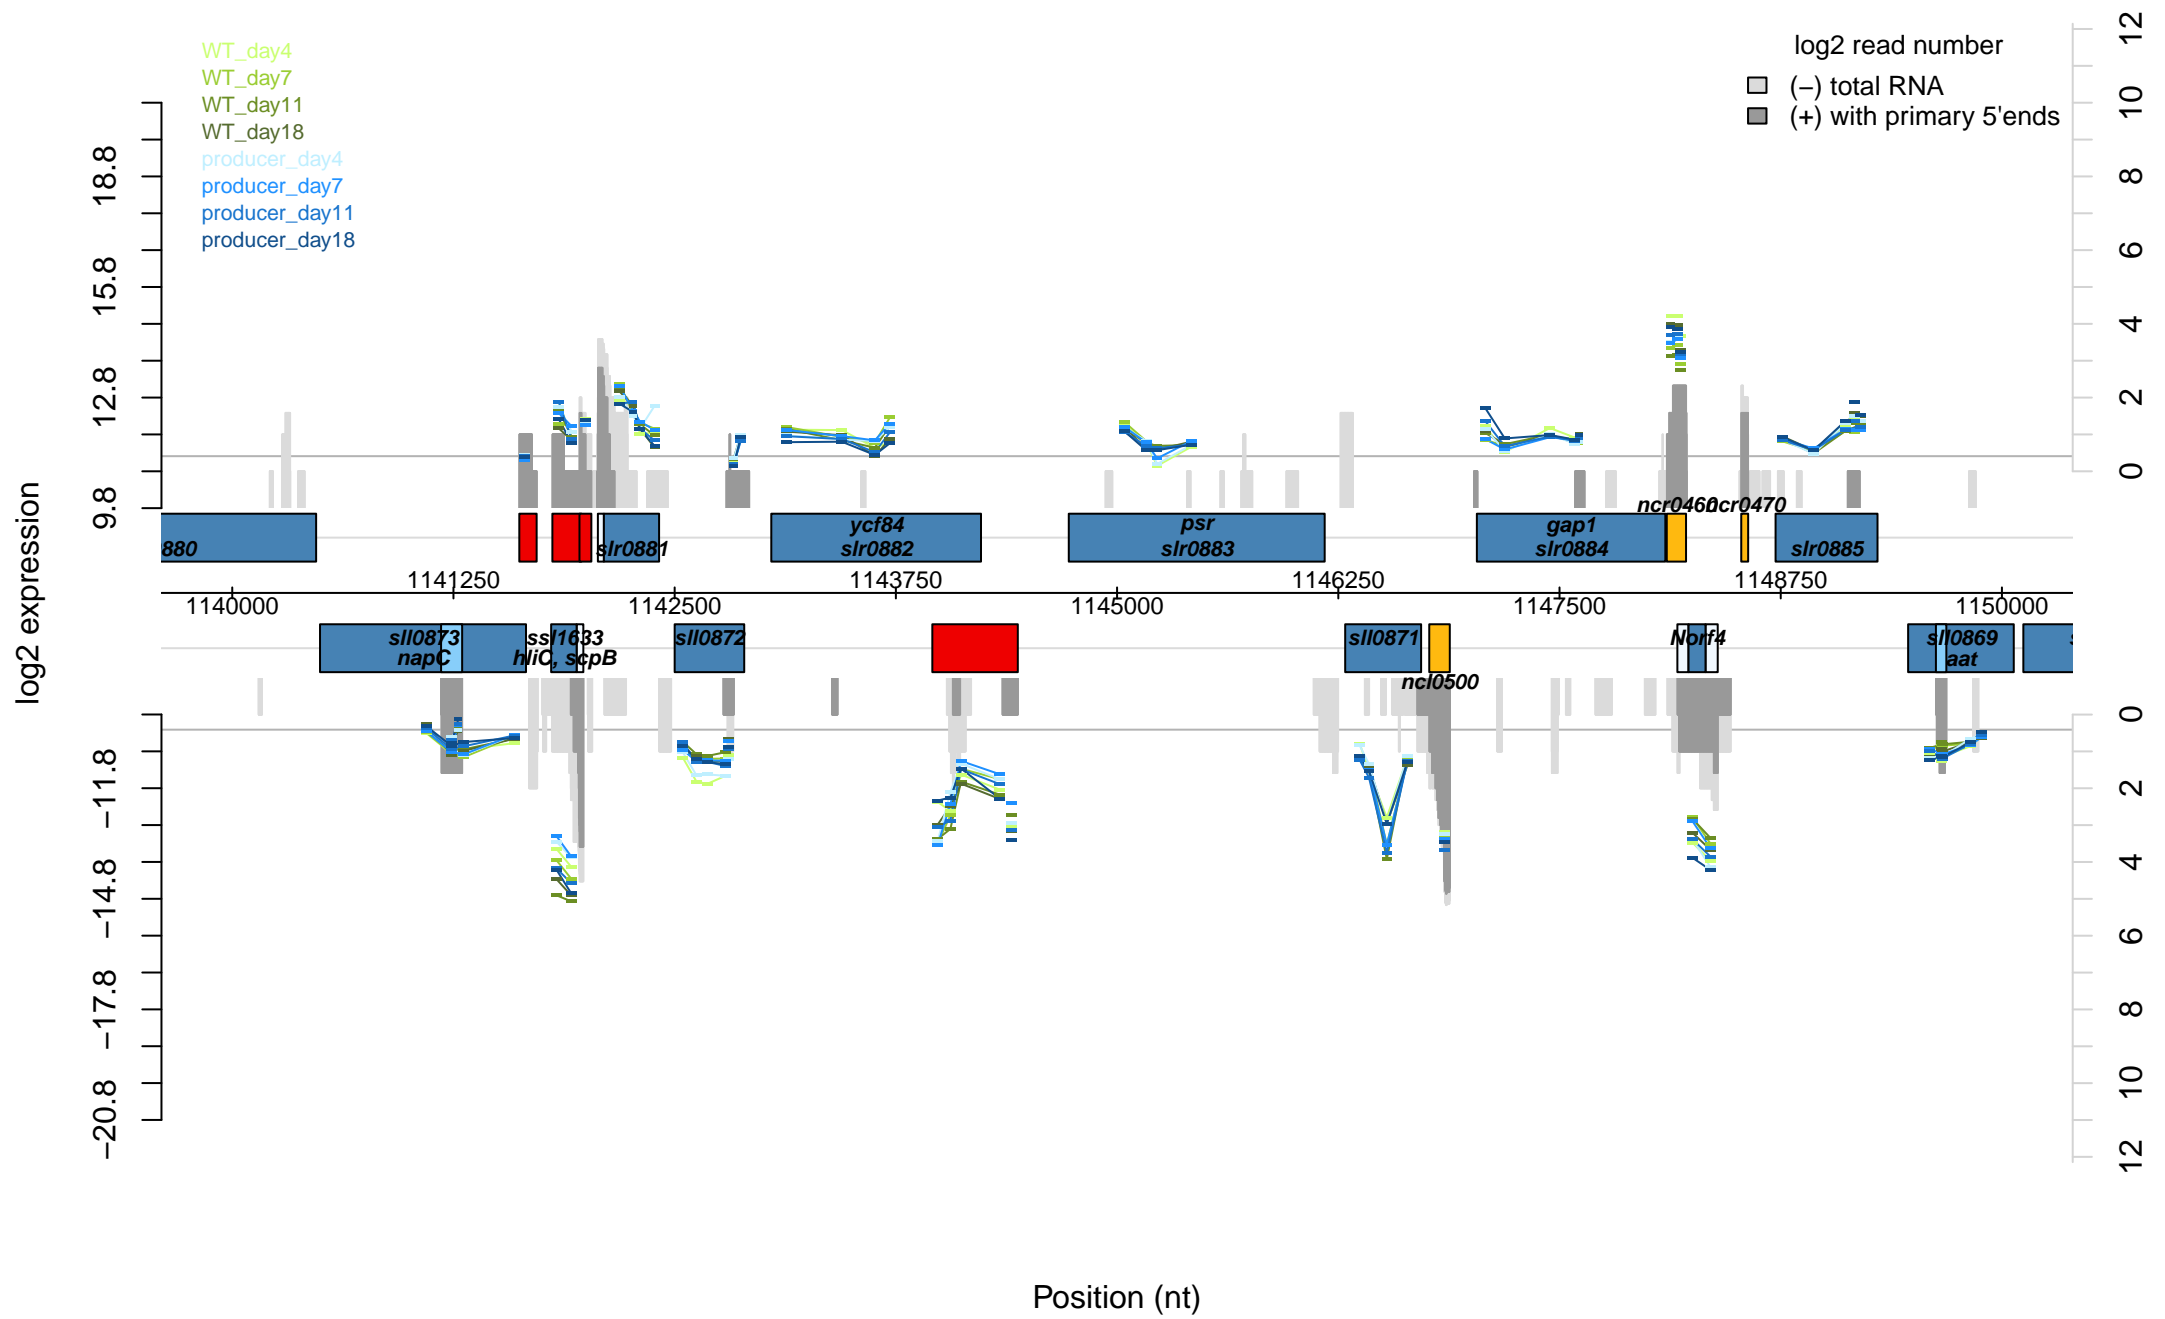 WT_day4
WT_day7
WT_day11
WT_day18
producer_day4
producer_day7
producer_day11
producer_day18
log2 read number
(−) total RNA
(+) with primary 5'ends
log2 expression
18.8
15.8
12.8
9.8
12
10
8
6
4
2
0
ncr0460 ncr0470
ycf84 psr gap1
880 slr0881 slr0882 slr0883 slr0884 slr0885
1141250 1143750 1146250 1148750
1140000 1142500 1145000 1147500 1150000
sll0873 ssl1633 sll0872 sll0871 Norf4 sll0869 s
napC hliC, scpB aat
ncl0500
−11.8
−14.8
−17.8
−20.8
0
2
4
6
8
10
12
Position (nt)